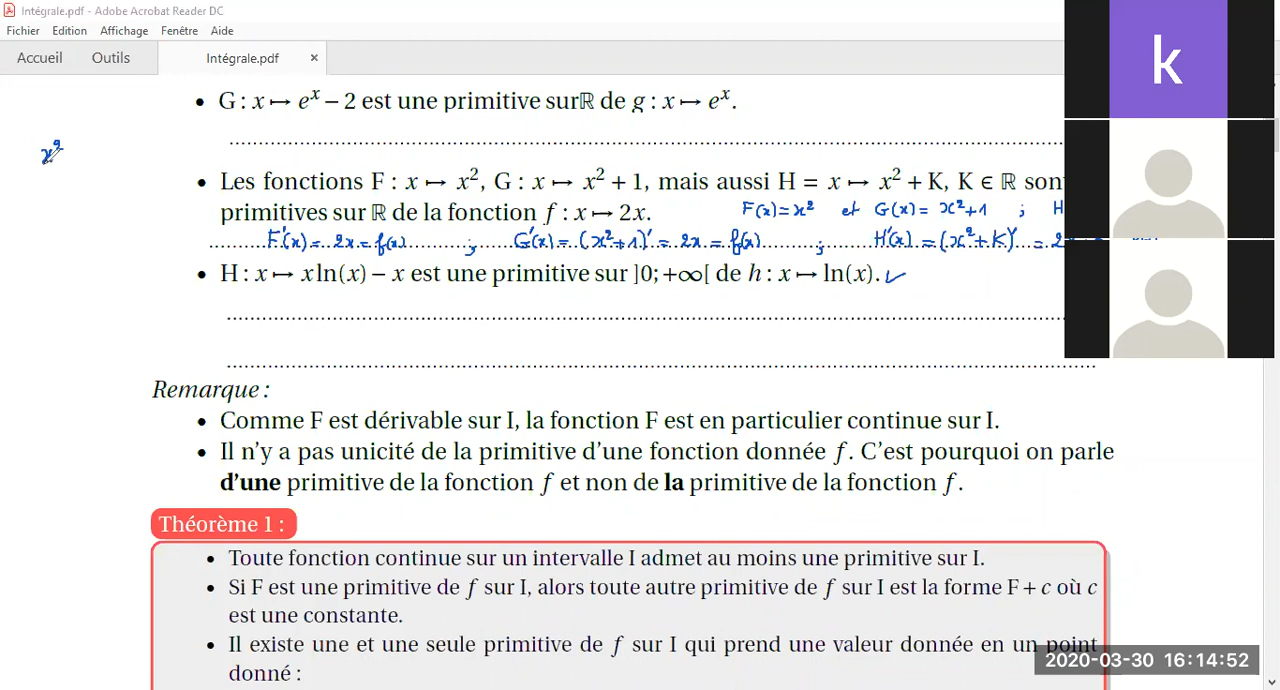 Intégrale.pdf - Adobe Acrobat Reader DC
Fichier Edition Affichage Fenêtre Aide
Accueil Outils Intégrale.pdf ×
k
• G : x ↦ eˣ − 2 est une primitive surℝ de g : x ↦ eˣ.
• Les fonctions F : x ↦ x², G : x ↦ x² + 1, mais aussi H = x ↦ x² + K, K ∈ ℝ son
primitives sur ℝ de la fonction f : x ↦ 2x.
F(x) = x² et G(x) = x²+1 ; H
F'(x) = 2x = f(x) ; G'(x) = (x²+1)' = 2x = f(x) ; H'(x) = (x²+K)' = 2
• H : x ↦ x ln(x) − x est une primitive sur ]0; +∞[ de h : x ↦ ln(x). ✓
Remarque :
• Comme F est dérivable sur I, la fonction F est en particulier continue sur I.
• Il n'y a pas unicité de la primitive d'une fonction donnée f. C'est pourquoi on parle
d'une primitive de la fonction f et non de la primitive de la fonction f.
Théorème 1 :
• Toute fonction continue sur un intervalle I admet au moins une primitive sur I.
• Si F est une primitive de f sur I, alors toute autre primitive de f sur I est la forme F + c où c
est une constante.
• Il existe une et une seule primitive de f sur I qui prend une valeur donnée en un point
donné :
2020-03-30 16:14:52